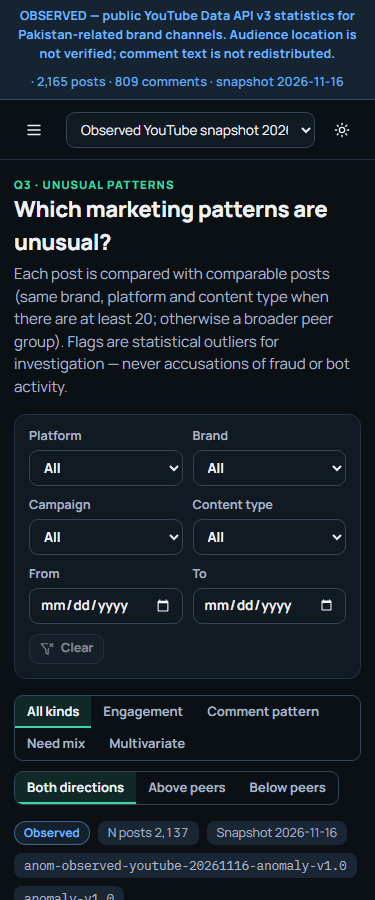 OBSERVED — public YouTube Data API v3 statistics for
Pakistan-related brand channels. Audience location is
not verified; comment text is not redistributed.
· 2,165 posts · 809 comments · snapshot 2026-11-16
Observed YouTube snapshot 202
Q3 · UNUSUAL PATTERNS
Which marketing patterns are
unusual?
Each post is compared with comparable posts
(same brand, platform and content type when
there are at least 20; otherwise a broader peer
group). Flags are statistical outliers for
investigation — never accusations of fraud or bot
activity.
Platform Brand
All All
Campaign Content type
All All
From To
mm/dd/yyyy mm/dd/yyyy
Clear
All kinds Engagement Comment pattern
Need mix Multivariate
Both directions Above peers Below peers
Observed N posts 2,137 Snapshot 2026-11-16
anom-observed-youtube-20261116-anomaly-v1.0
anomaly-v1.0